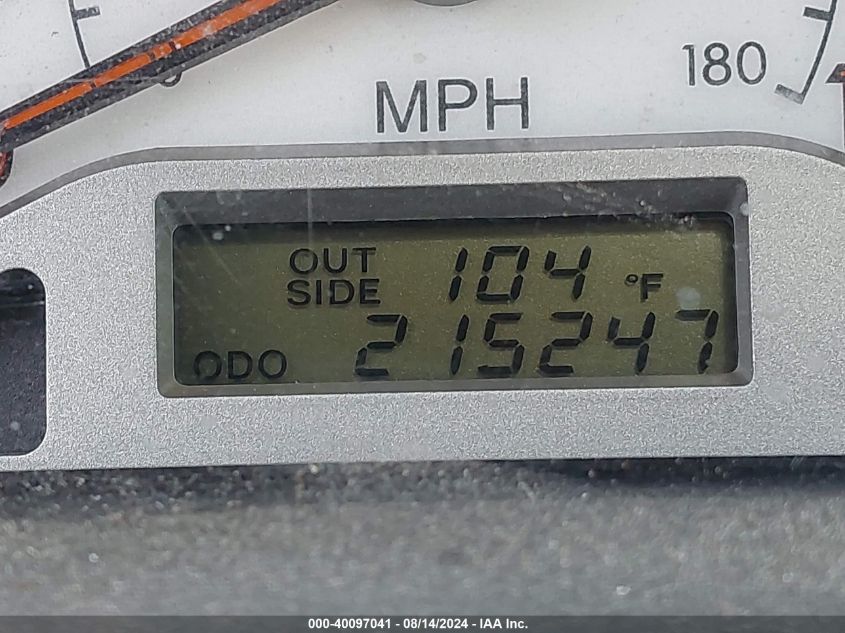 180
MPH
OUT SIDE 104 °F
ODO 215247
000-40097041 - 08/14/2024 - IAA Inc.